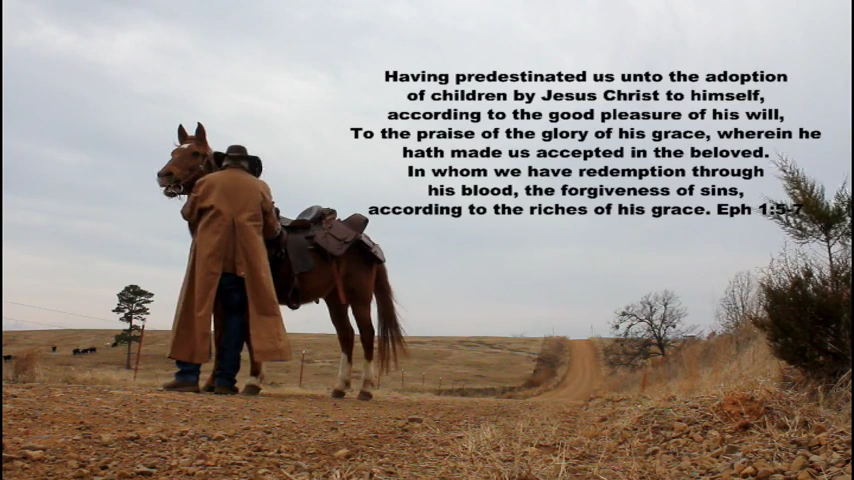 Having predestinated us unto the adoption
of children by Jesus Christ to himself,
according to the good pleasure of his will,
To the praise of the glory of his grace, wherein he
hath made us accepted in the beloved.
In whom we have redemption through
his blood, the forgiveness of sins,
according to the riches of his grace. Eph 1:5-7